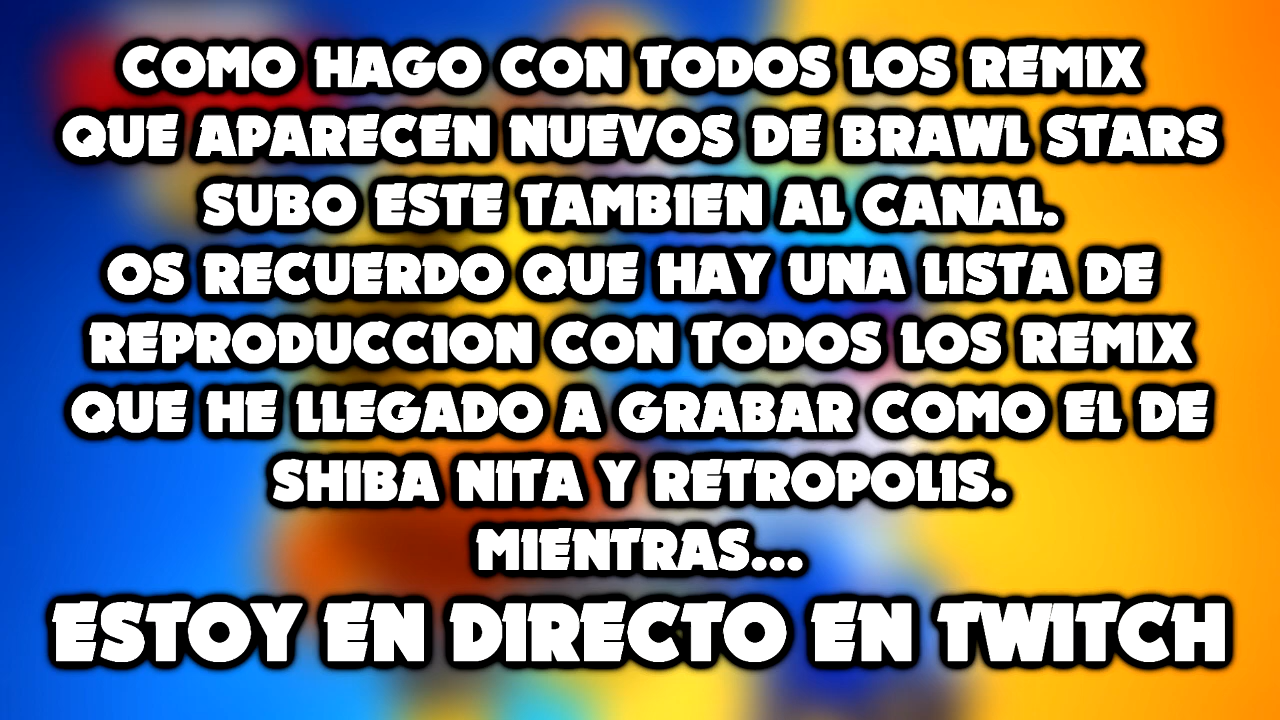 COMO HAGO CON TODOS LOS REMIX
QUE APARECEN NUEVOS DE BRAWL STARS
SUBO ESTE TAMBIEN AL CANAL.
OS RECUERDO QUE HAY UNA LISTA DE
REPRODUCCION CON TODOS LOS REMIX
QUE HE LLEGADO A GRABAR COMO EL DE
SHIBA NITA Y RETROPOLIS.
MIENTRAS...
ESTOY EN DIRECTO EN TWITCH